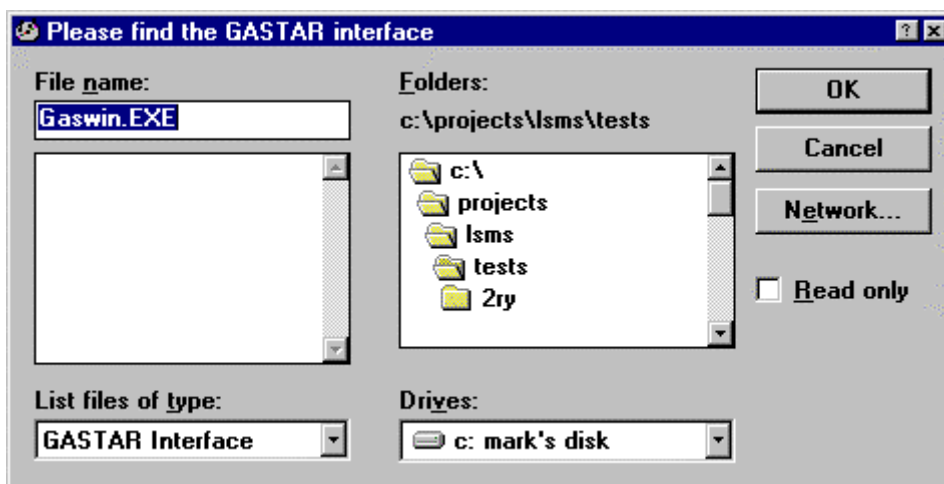 Please find the GASTAR interface
File name:
Gaswin.EXE
Folders:
c:\projects\lsms\tests
c:\
projects
lsms
tests
2ry
OK
Cancel
Network...
Read only
List files of type:
GASTAR Interface
Drives:
c: mark's disk